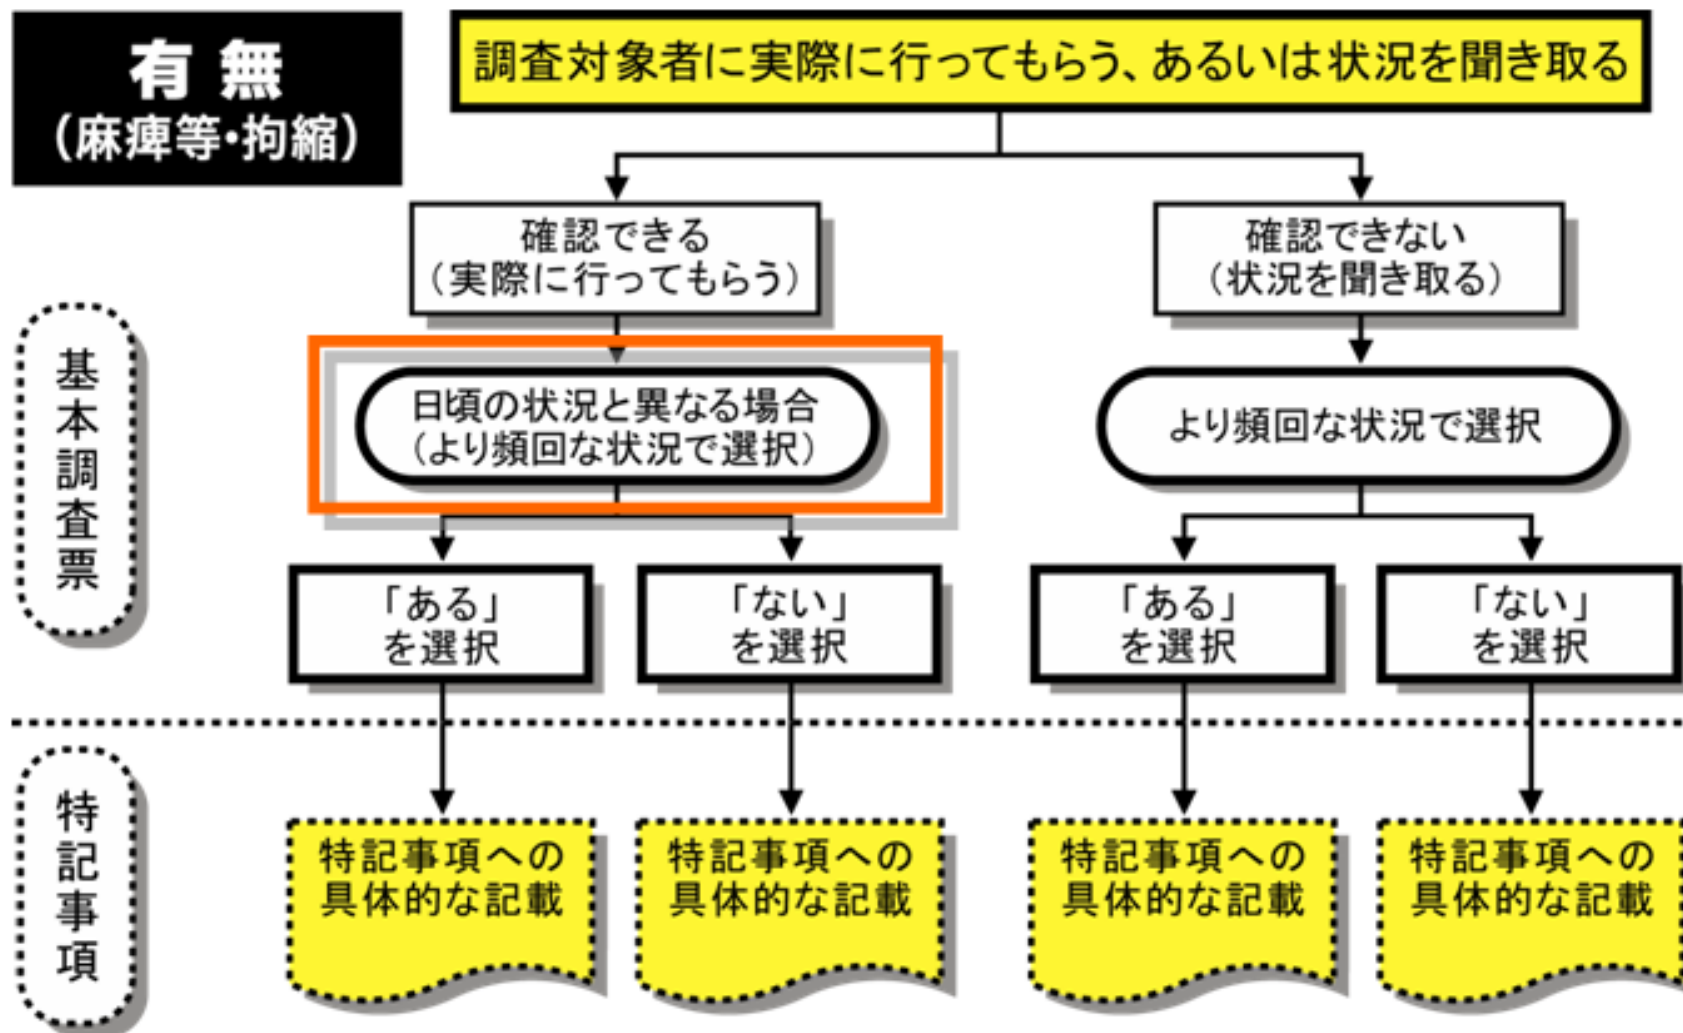 有無
（麻痺等・拘縮）
調査対象者に実際に行ってもらう、あるいは状況を聞き取る
確認できる
（実際に行ってもらう）
確認できない
（状況を聞き取る）
基本調査票
日頃の状況と異なる場合
（より頻回な状況で選択）
より頻回な状況で選択
「ある」
を選択
「ない」
を選択
「ある」
を選択
「ない」
を選択
特記事項
特記事項への
具体的な記載
特記事項への
具体的な記載
特記事項への
具体的な記載
特記事項への
具体的な記載